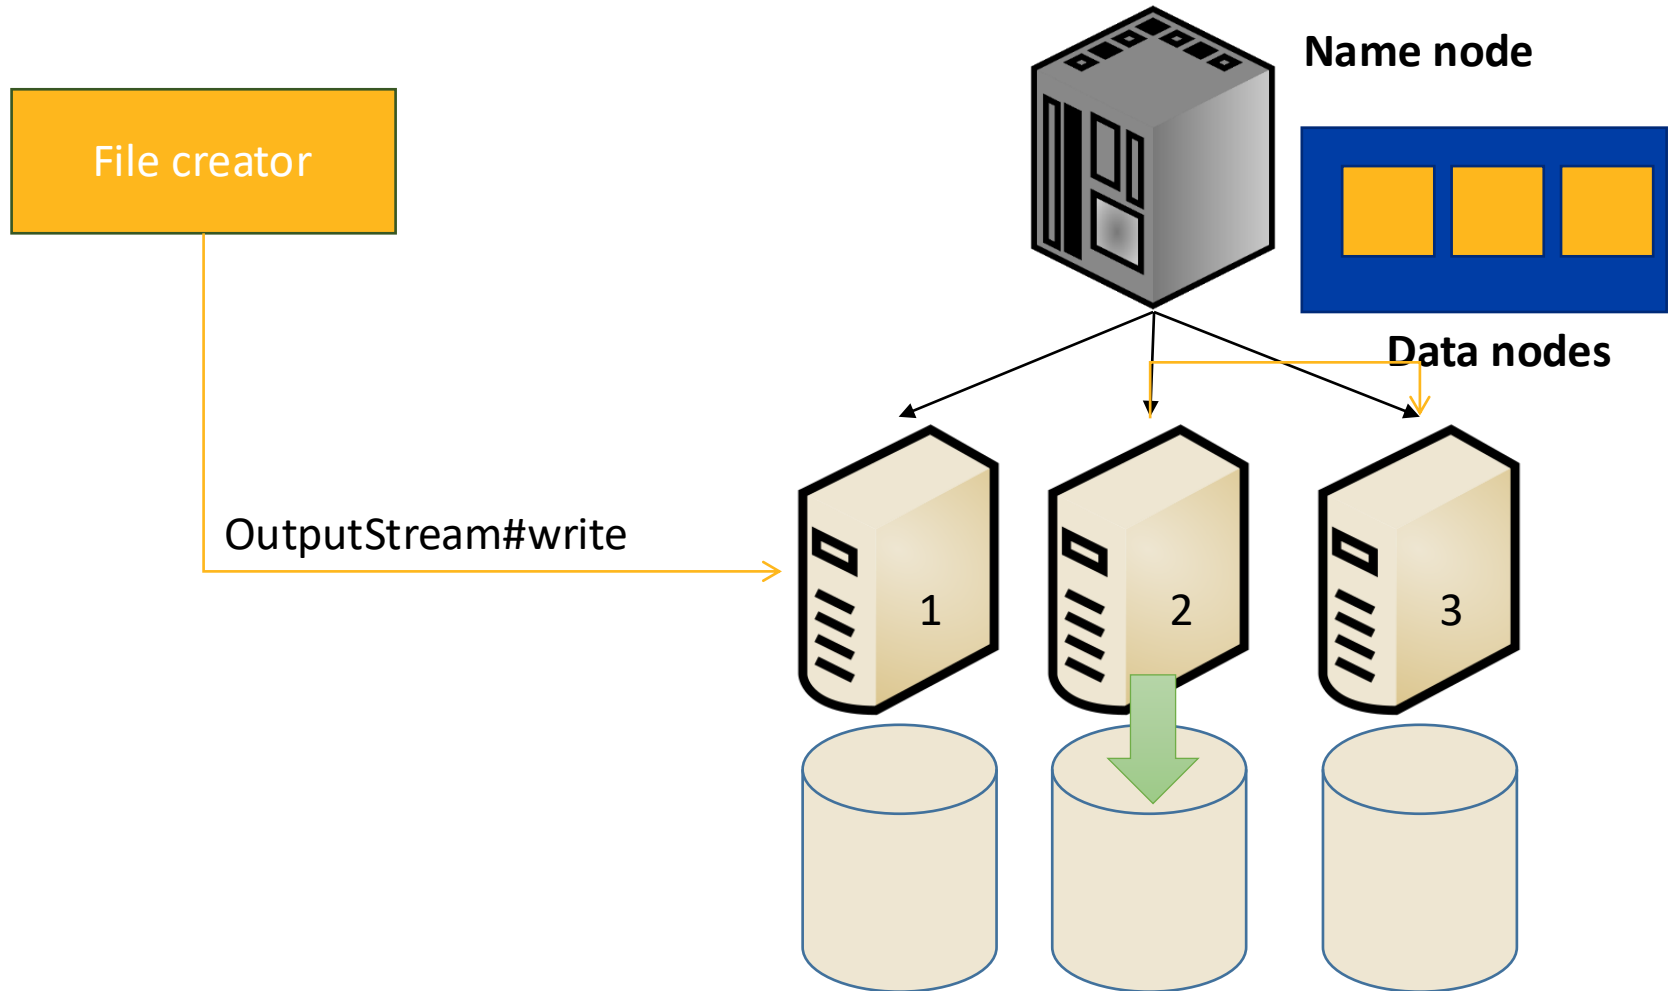 Name node
File creator
Data nodes
OutputStream#write
1
2
3